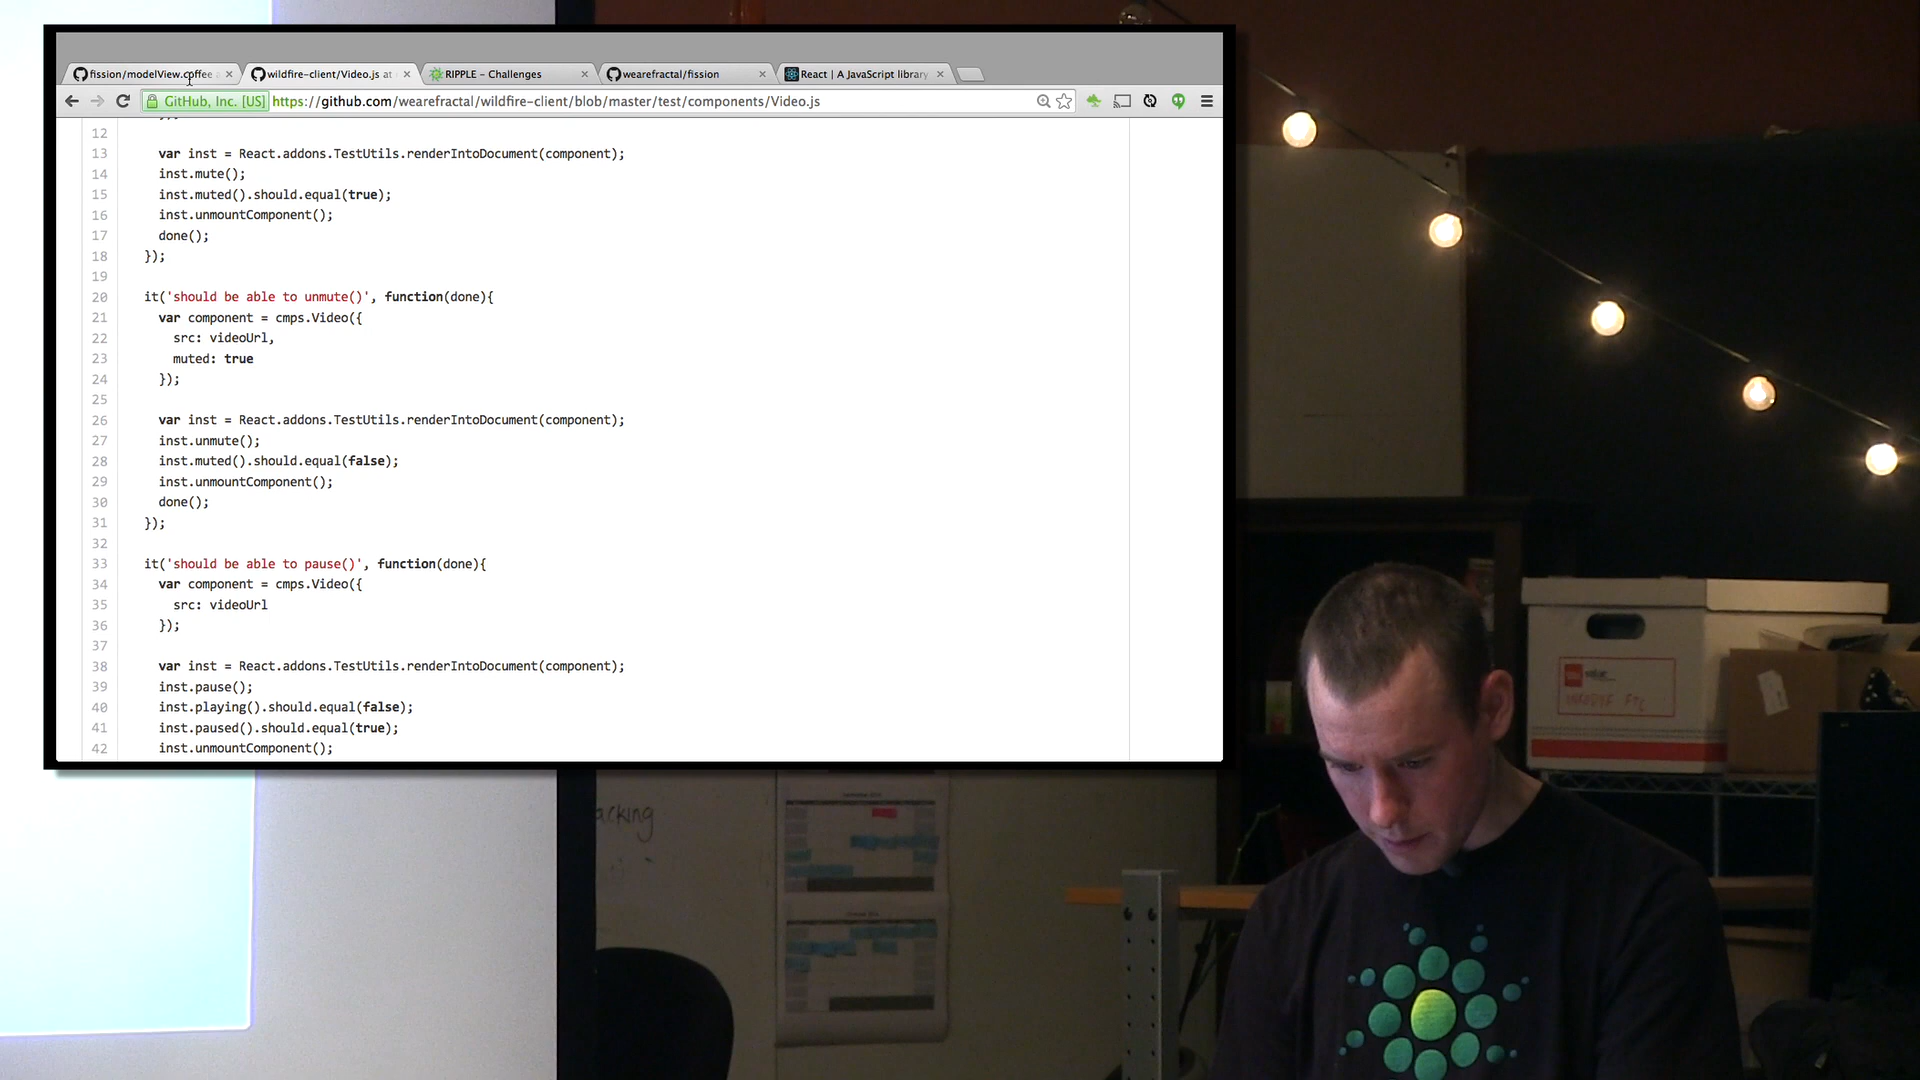 fission/modelView.coffee
wildfire-client/Video.js at
RIPPLE – Challenges
wearefractal/fission
React | A JavaScript library
GitHub, Inc. [US] https://github.com/wearefractal/wildfire-client/blob/master/test/components/Video.js
12
13 var inst = React.addons.TestUtils.renderIntoDocument(component);
14 inst.mute();
15 inst.muted().should.equal(true);
16 inst.unmountComponent();
17 done();
18 });
19
20 it('should be able to unmute()', function(done){
21 var component = cmps.Video({
22 src: videoUrl,
23 muted: true
24 });
25
26 var inst = React.addons.TestUtils.renderIntoDocument(component);
27 inst.unmute();
28 inst.muted().should.equal(false);
29 inst.unmountComponent();
30 done();
31 });
32
33 it('should be able to pause()', function(done){
34 var component = cmps.Video({
35 src: videoUrl
36 });
37
38 var inst = React.addons.TestUtils.renderIntoDocument(component);
39 inst.pause();
40 inst.playing().should.equal(false);
41 inst.paused().should.equal(true);
42 inst.unmountComponent();